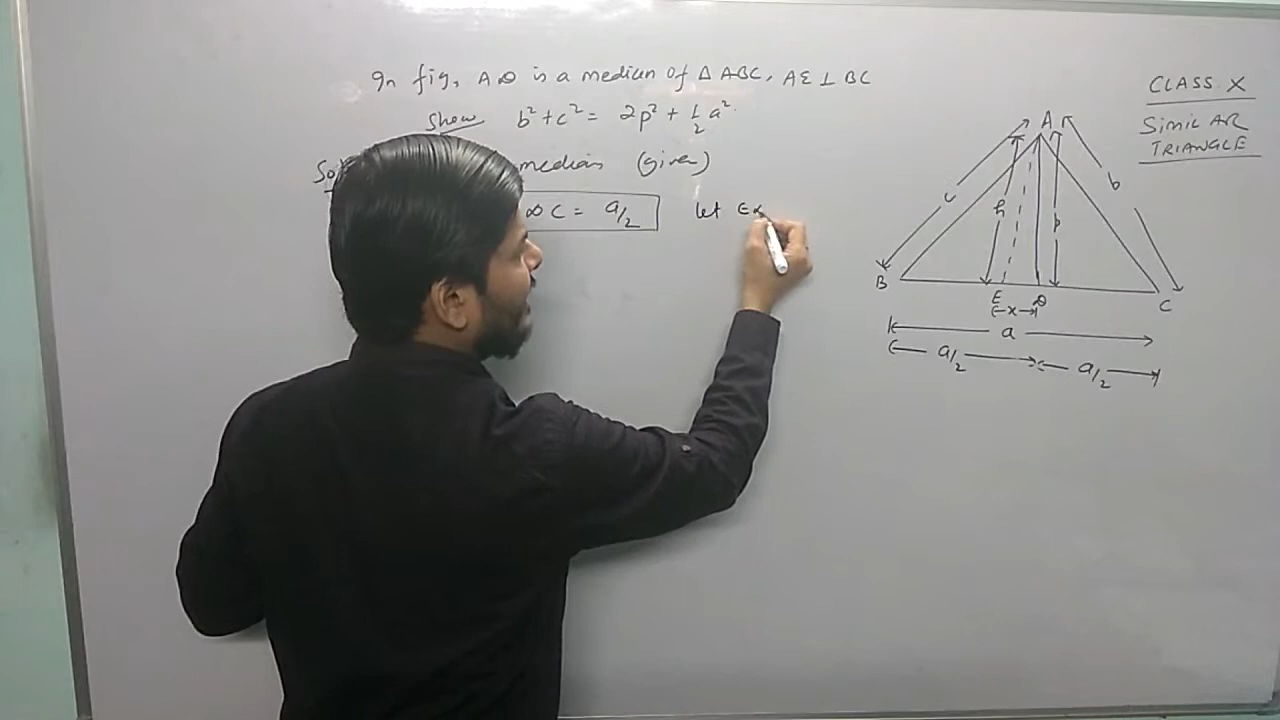 In fig, AD is a median of △ ABC, AE ⊥ BC
Show b² + c² = 2p² + 1/2 a².
median (given)
DC = a/2
let ED
CLASS X
SIMILAR
TRIANGLE
A
c
b
h
p
B
E
D
C
x
a
a/2
a/2